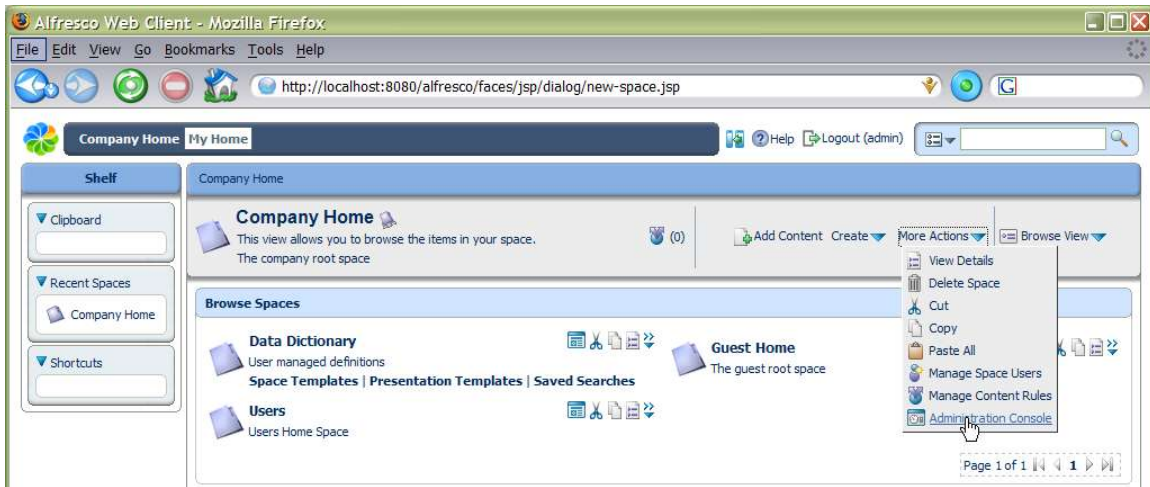 Alfresco Web Client - Mozilla Firefox
File Edit View Go Bookmarks Tools Help
http://localhost:8080/alfresco/faces/jsp/dialog/new-space.jsp
G
Company Home My Home
Help Logout (admin)
Shelf
Company Home
Clipboard
Company Home
This view allows you to browse the items in your space.
The company root space
(0)
Add Content Create More Actions Browse View
Recent Spaces
Company Home
Shortcuts
View Details
Delete Space
Cut
Copy
Paste All
Manage Space Users
Manage Content Rules
Administration Console
Browse Spaces
Data Dictionary
User managed definitions
Space Templates | Presentation Templates | Saved Searches
Guest Home
The guest root space
Users
Users Home Space
Page 1 of 1 1